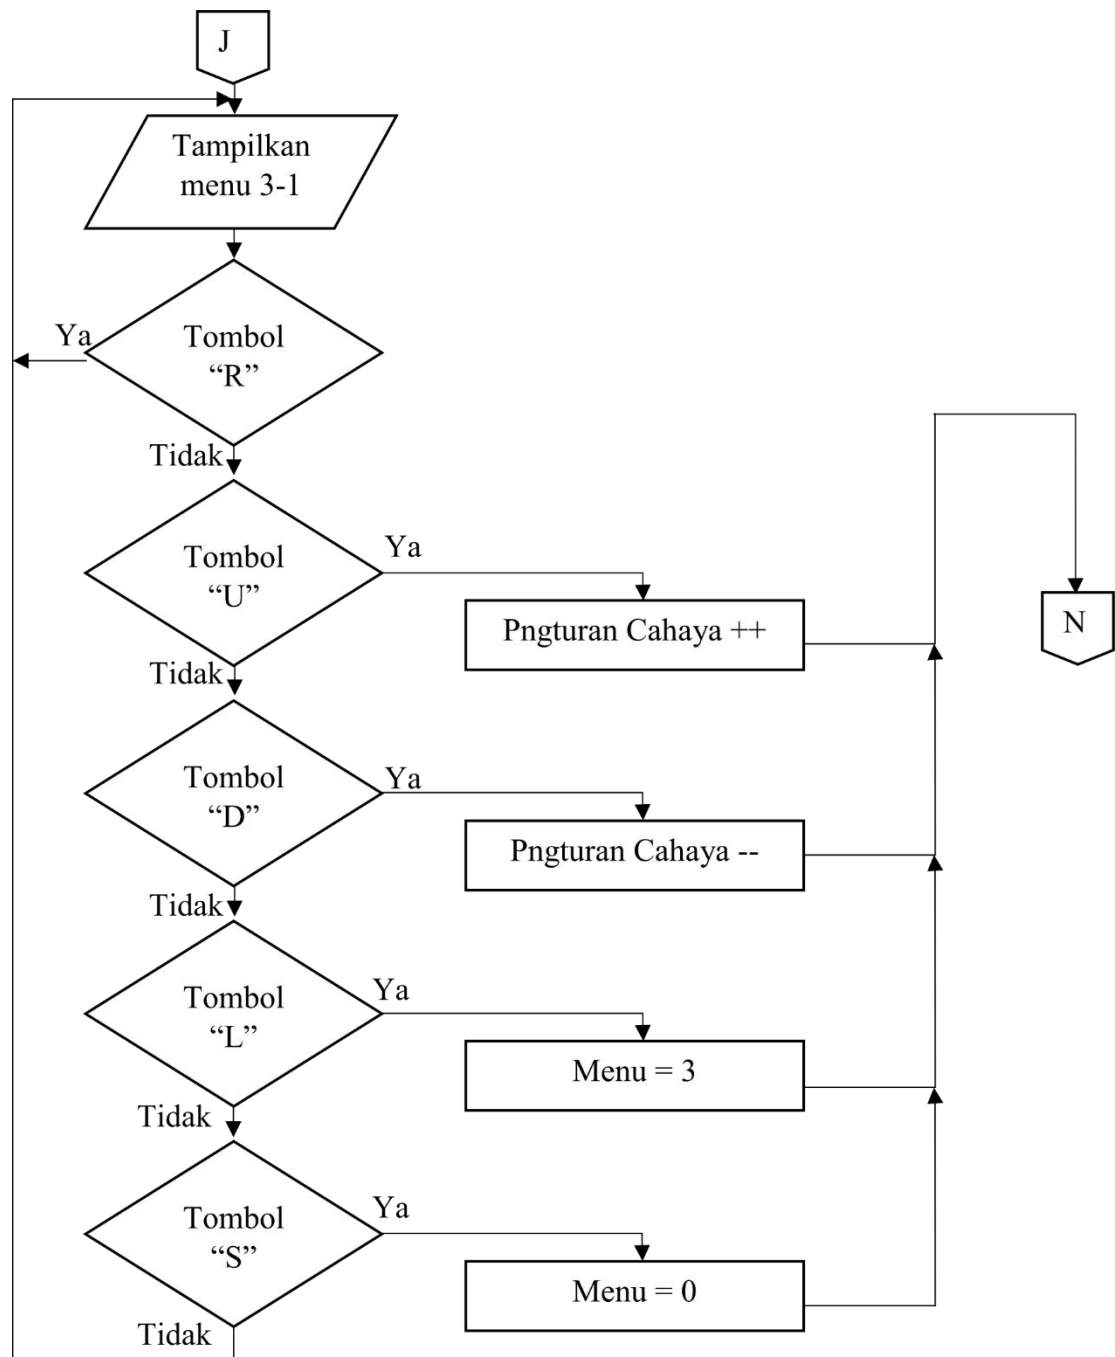 J
Tampilkan
menu 3-1
Ya
Tombol
“R”
Tidak
Tombol
“U”
Ya
Pngturan Cahaya ++
N
Tidak
Tombol
“D”
Ya
Pngturan Cahaya --
Tidak
Tombol
“L”
Ya
Menu = 3
Tidak
Tombol
“S”
Ya
Menu = 0
Tidak